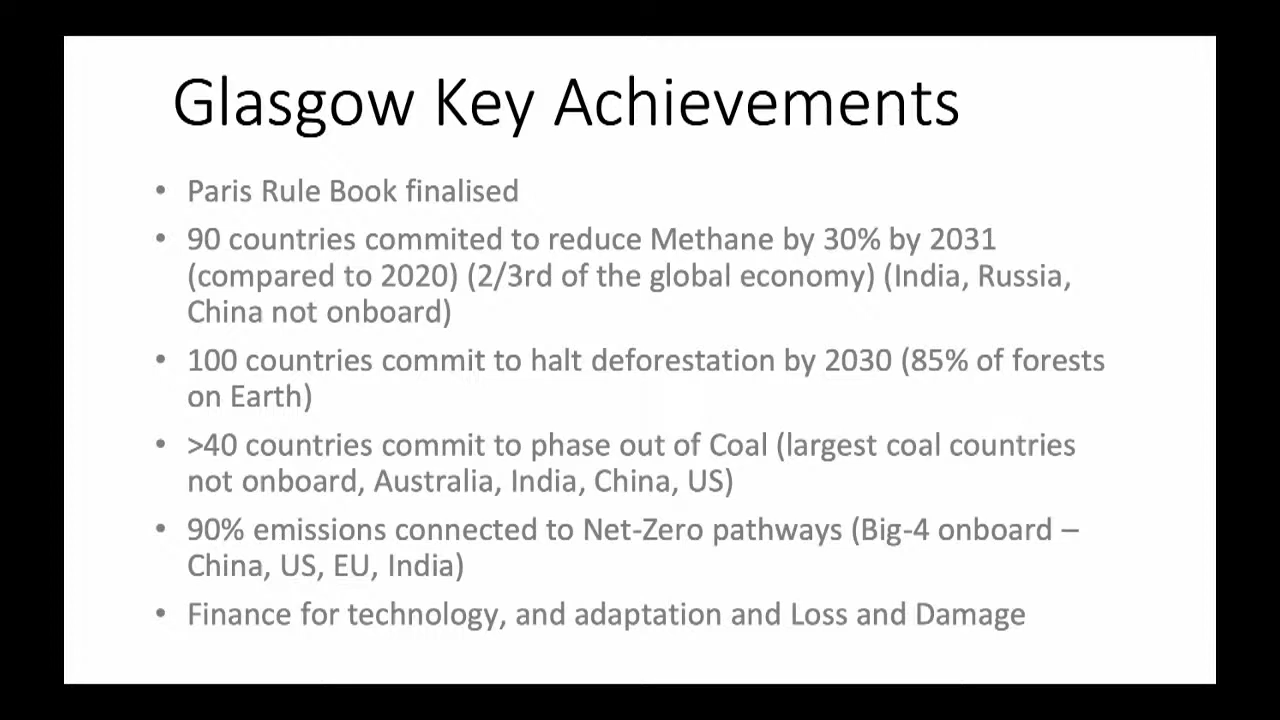 Glasgow Key Achievements
• Paris Rule Book finalised
• 90 countries commited to reduce Methane by 30% by 2031
(compared to 2020) (2/3rd of the global economy) (India, Russia,
China not onboard)
• 100 countries commit to halt deforestation by 2030 (85% of forests
on Earth)
• >40 countries commit to phase out of Coal (largest coal countries
not onboard, Australia, India, China, US)
• 90% emissions connected to Net-Zero pathways (Big-4 onboard –
China, US, EU, India)
• Finance for technology, and adaptation and Loss and Damage